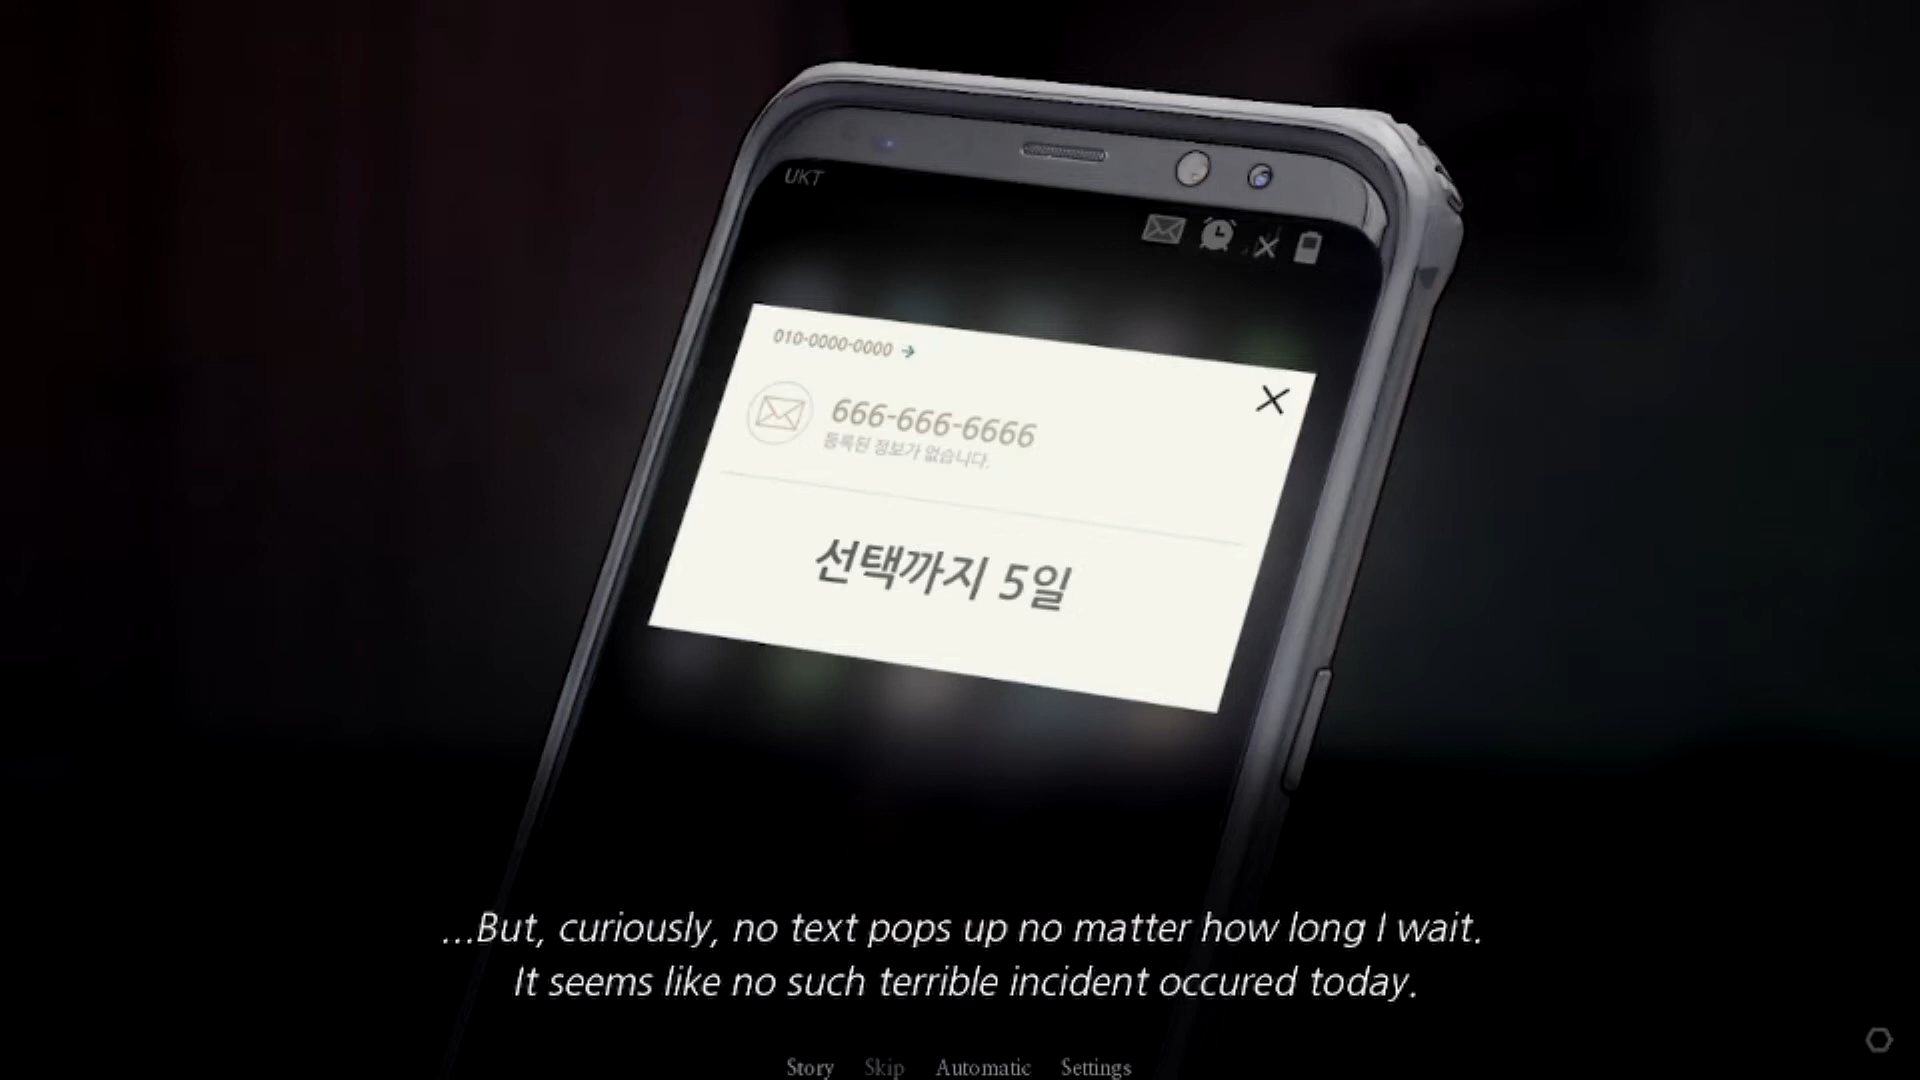 UKT
010-0000-0000 →
666-666-6666
등록된 정보가 없습니다.
선택까지 5일
...But, curiously, no text pops up no matter how long I wait.
It seems like no such terrible incident occured today.
Story Skip Automatic Settings